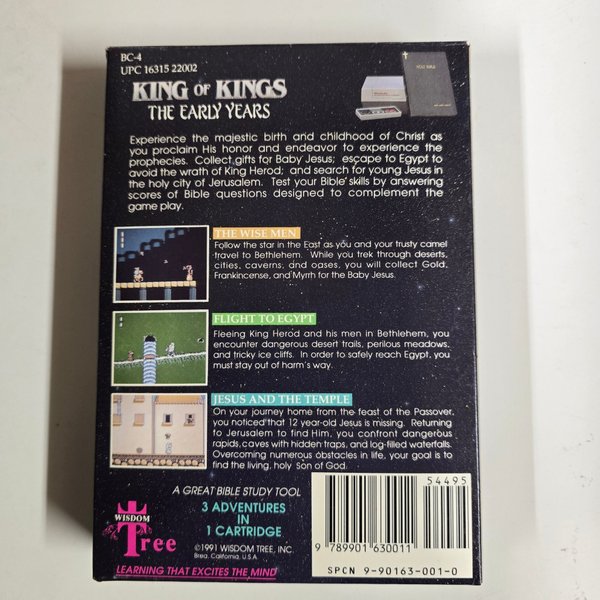 BC-4
UPC 16315 22002
KING OF KINGS
THE EARLY YEARS
HOLY BIBLE
Experience the majestic birth and childhood of Christ as
you proclaim His honor and endeavor to experience the
prophecies. Collect gifts for Baby Jesus; escape to Egypt to
avoid the wrath of King Herod; and search for young Jesus in
the holy city of Jerusalem. Test your Bible skills by answering
scores of Bible questions designed to complement the
game play.
THE WISE MEN
Follow the star in the East as you and your trusty camel
travel to Bethlehem. While you trek through deserts,
cities, caverns, and oases, you will collect Gold,
Frankincense, and Myrrh for the Baby Jesus.
FLIGHT TO EGYPT
Fleeing King Herod and his men in Bethlehem, you
encounter dangerous desert trails, perilous meadows,
and tricky ice cliffs. In order to safely reach Egypt, you
must stay out of harm's way.
JESUS AND THE TEMPLE
On your journey home from the feast of the Passover,
you noticed that 12 year-old Jesus is missing. Returning
to Jerusalem to find Him, you confront dangerous
rapids, caves with hidden traps, and log-filled waterfalls.
Overcoming numerous obstacles in life, your goal is to
find the living, holy Son of God.
A GREAT BIBLE STUDY TOOL
3 ADVENTURES
IN
1 CARTRIDGE
©1991 WISDOM TREE, INC.
Brea, California, U.S.A.
WISDOM
Tree
LEARNING THAT EXCITES THE MIND
54495
9 789901 630011
SPCN 9-90163-001-0